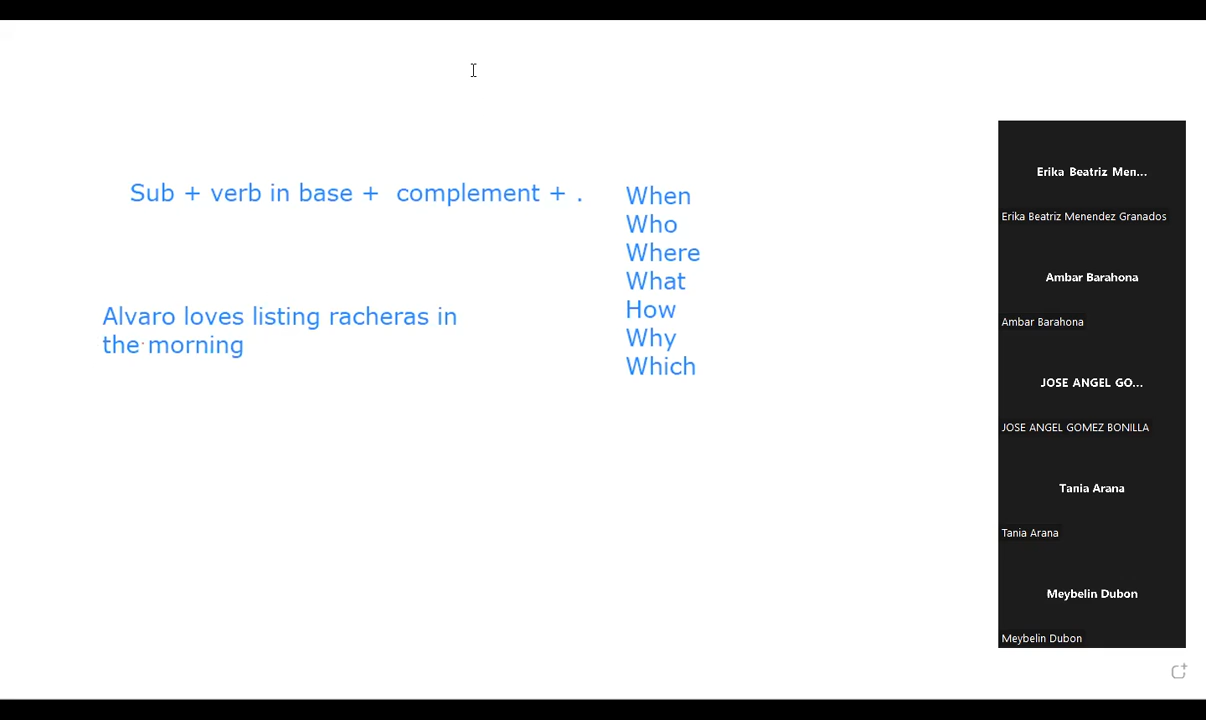 Sub + verb in base + complement + .
When
Who
Where
What
How
Why
Which
Alvaro loves listing racheras in
the morning
Erika Beatriz Men...
Erika Beatriz Menendez Granados
Ambar Barahona
Ambar Barahona
JOSE ANGEL GO...
JOSE ANGEL GOMEZ BONILLA
Tania Arana
Tania Arana
Meybelin Dubon
Meybelin Dubon